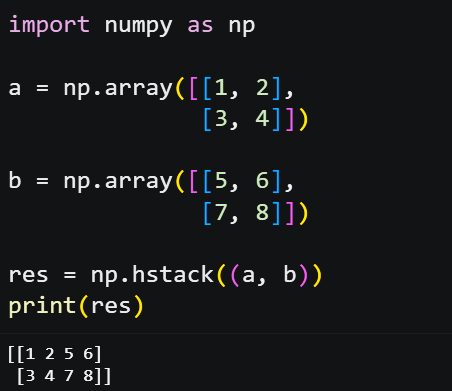 import numpy as np
a = np.array([[1, 2],
              [3, 4]])
b = np.array([[5, 6],
              [7, 8]])
res = np.hstack((a, b))
print(res)
[[1 2 5 6]
 [3 4 7 8]]